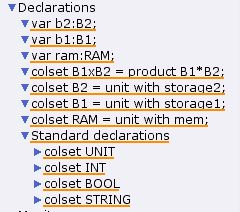 Declarations
var b2:B2;
var b1:B1;
var ram:RAM;
colset B1xB2 = product B1*B2;
colset B2 = unit with storage2;
colset B1 = unit with storage1;
colset RAM = unit with mem;
Standard declarations
colset UNIT
colset INT
colset BOOL
colset STRING